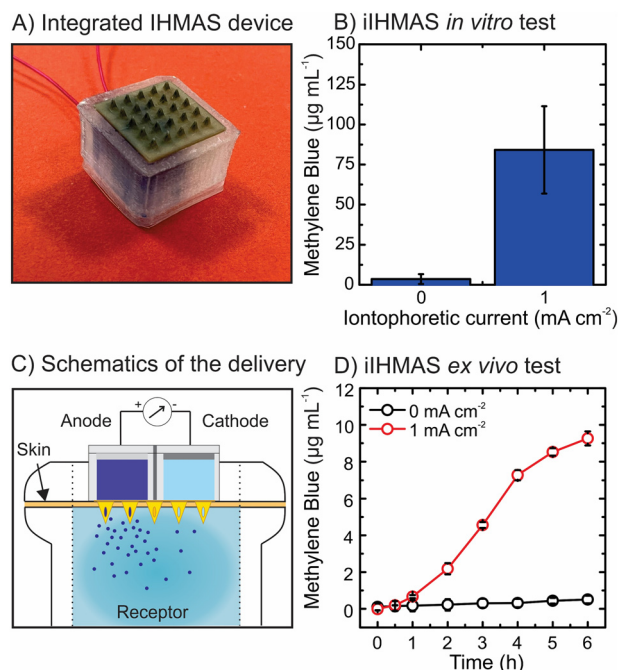 A) Integrated IHMAS device
B) iIHMAS in vitro test
150
125
100
75
50
25
0
Methylene Blue (µg mL⁻¹)
0
1
Iontophoretic current (mA cm⁻²)
C) Schematics of the delivery
+
-
Anode
Cathode
Skin
Receptor
D) iIHMAS ex vivo test
12
10
8
6
4
2
0
Methylene Blue (µg mL⁻¹)
0 mA cm⁻²
1 mA cm⁻²
0 1 2 3 4 5 6
Time (h)